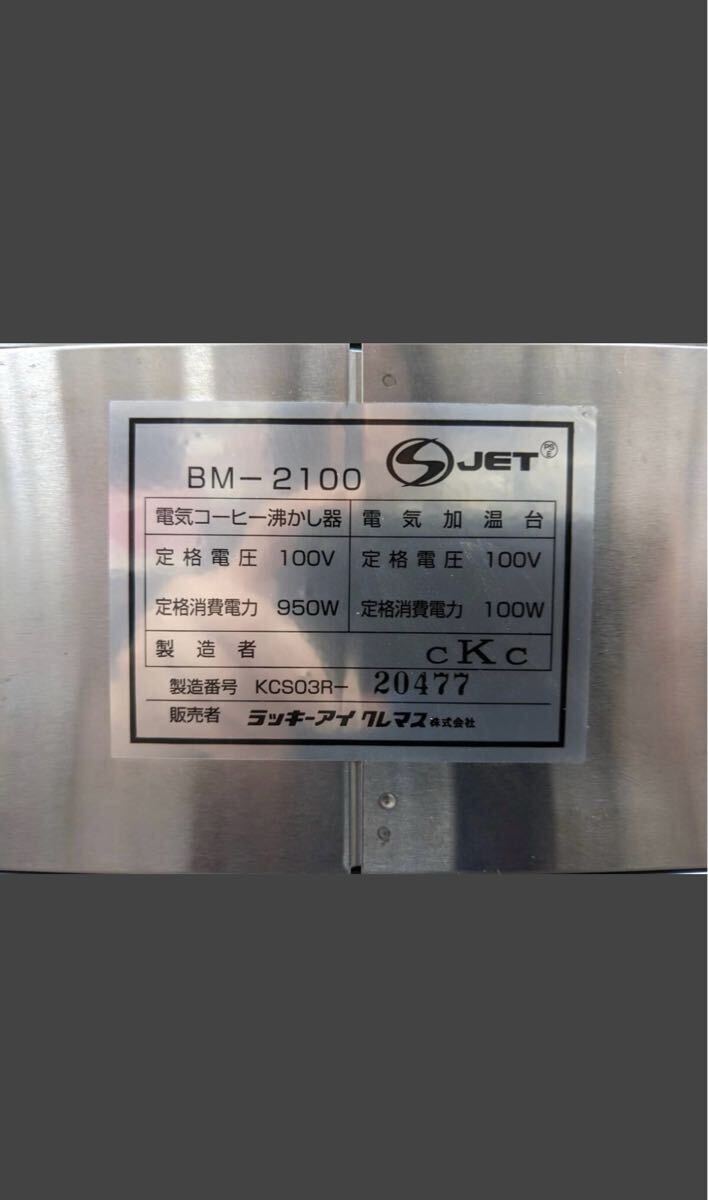 BM-2100
S JET PS E
電気コーヒー沸かし器 電気加温台
定格電圧 100V 定格電圧 100V
定格消費電力 950W 定格消費電力 100W
製造者 cKc
製造番号 KCS03R- 20477
販売者 ラッキーアイクレマス株式会社